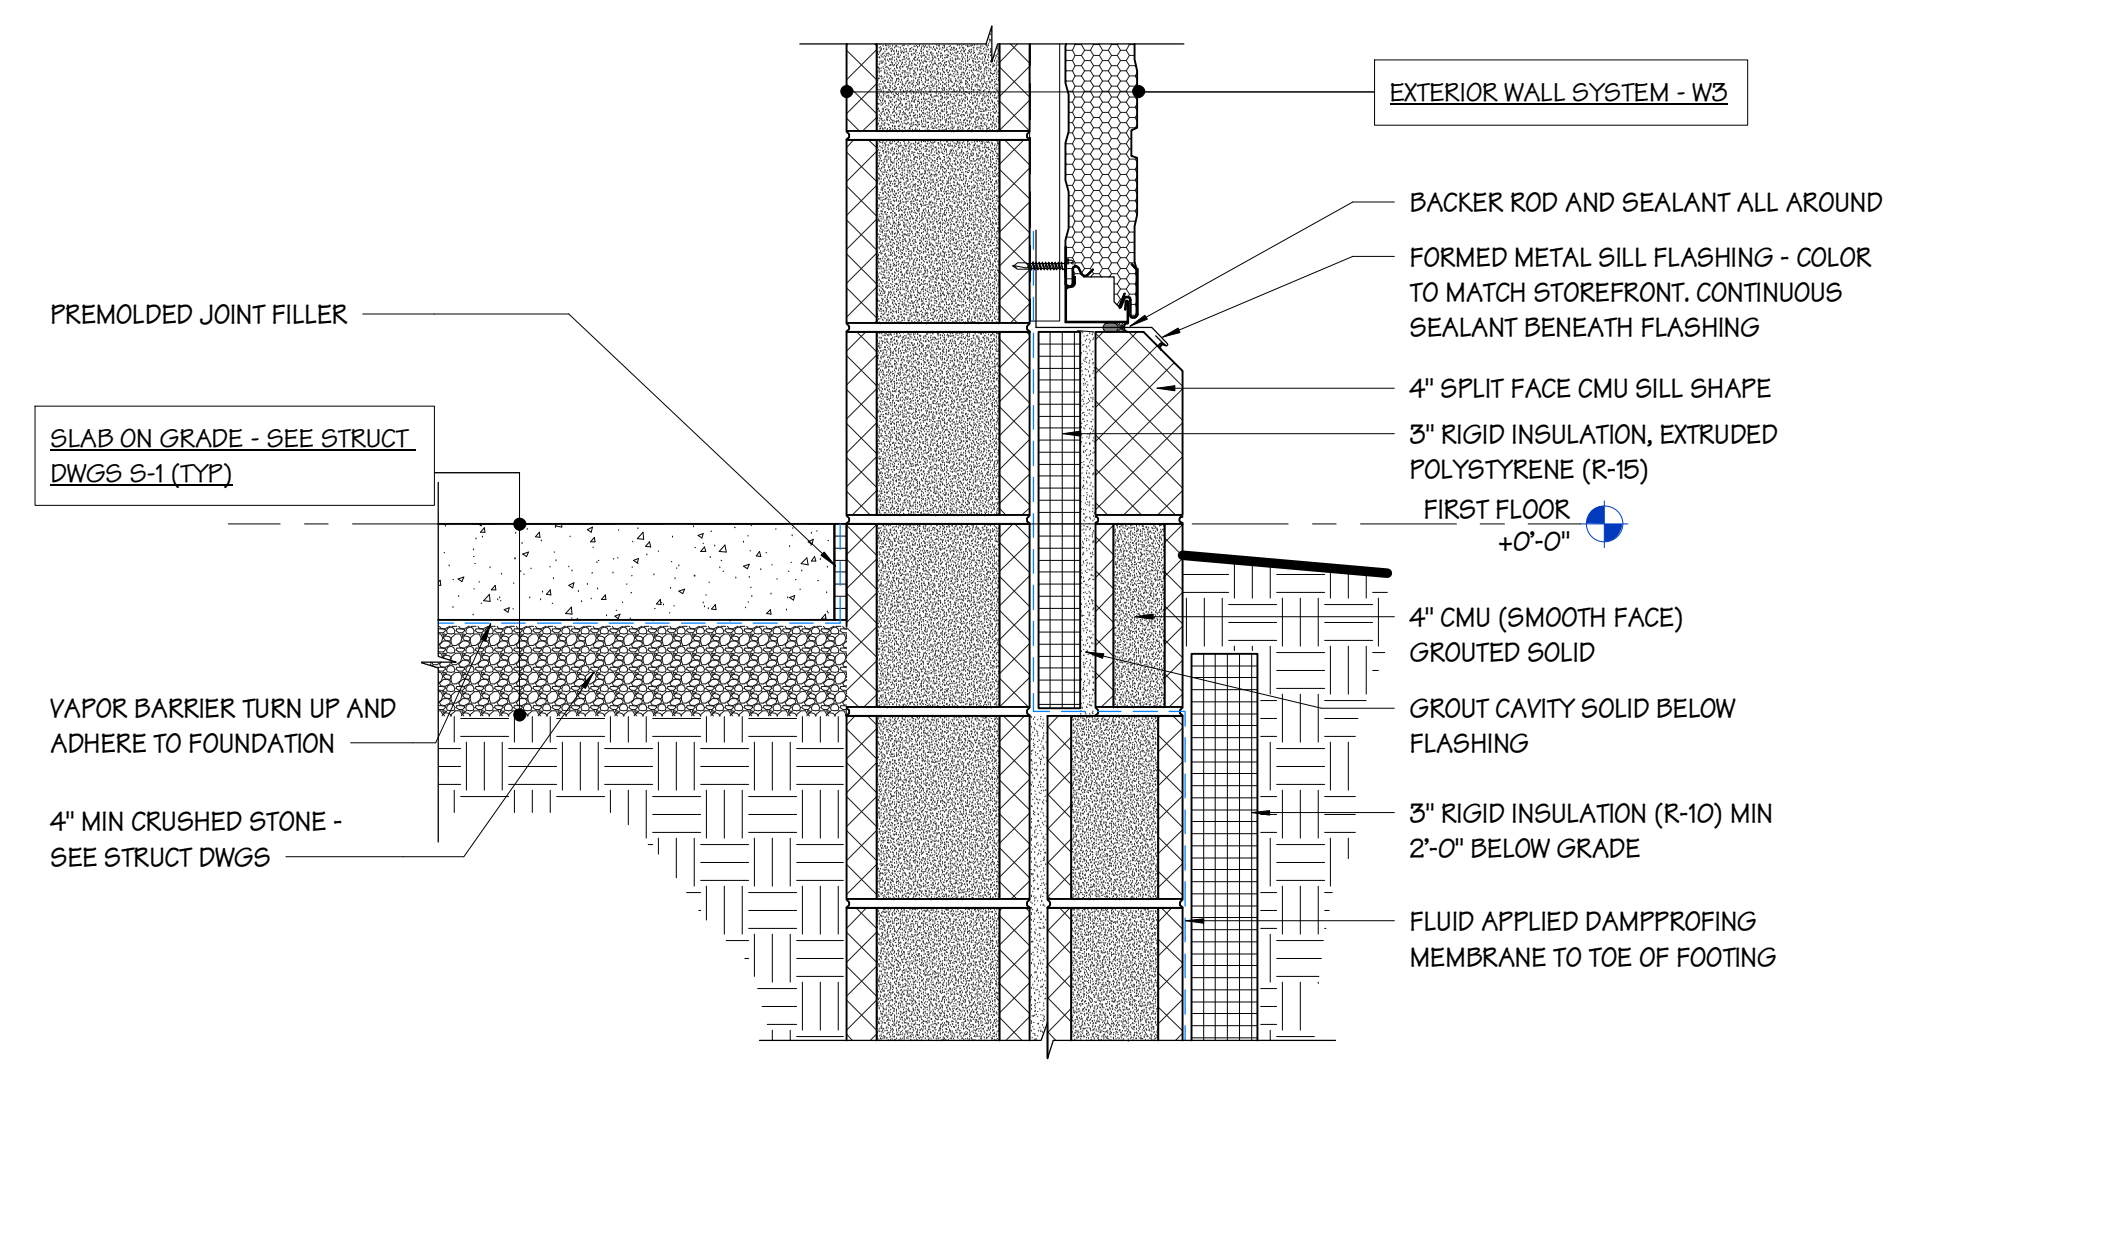 EXTERIOR WALL SYSTEM - W3
BACKER ROD AND SEALANT ALL AROUND
FORMED METAL SILL FLASHING - COLOR
TO MATCH STOREFRONT. CONTINUOUS
SEALANT BENEATH FLASHING
4" SPLIT FACE CMU SILL SHAPE
3" RIGID INSULATION, EXTRUDED
POLYSTYRENE (R-15)
FIRST FLOOR
+0'-0"
4" CMU (SMOOTH FACE)
GROUTED SOLID
GROUT CAVITY SOLID BELOW
FLASHING
3" RIGID INSULATION (R-10) MIN
2'-0" BELOW GRADE
FLUID APPLIED DAMPPROFING
MEMBRANE TO TOE OF FOOTING
PREMOLDED JOINT FILLER
SLAB ON GRADE - SEE STRUCT
DWGS S-1 (TYP)
VAPOR BARRIER TURN UP AND
ADHERE TO FOUNDATION
4" MIN CRUSHED STONE -
SEE STRUCT DWGS